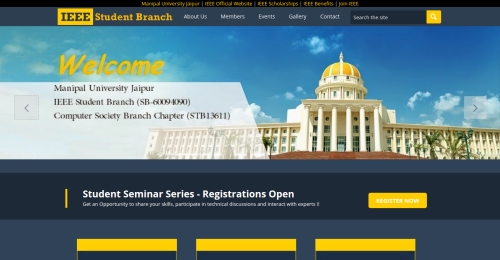 Manipal University Jaipur | IEEE Official Website | IEEE Scholarships | IEEE Benefits | Join IEEE
IEEE Student Branch
About Us Members Events Gallery Contact Search the site
Welcome
Manipal University Jaipur
IEEE Student Branch (SB-60094090)
Computer Society Branch Chapter (STB13611)
Student Seminar Series - Registrations Open
Get an Opportunity to share your skills, participate in technical discussions and interact with experts !!
REGISTER NOW